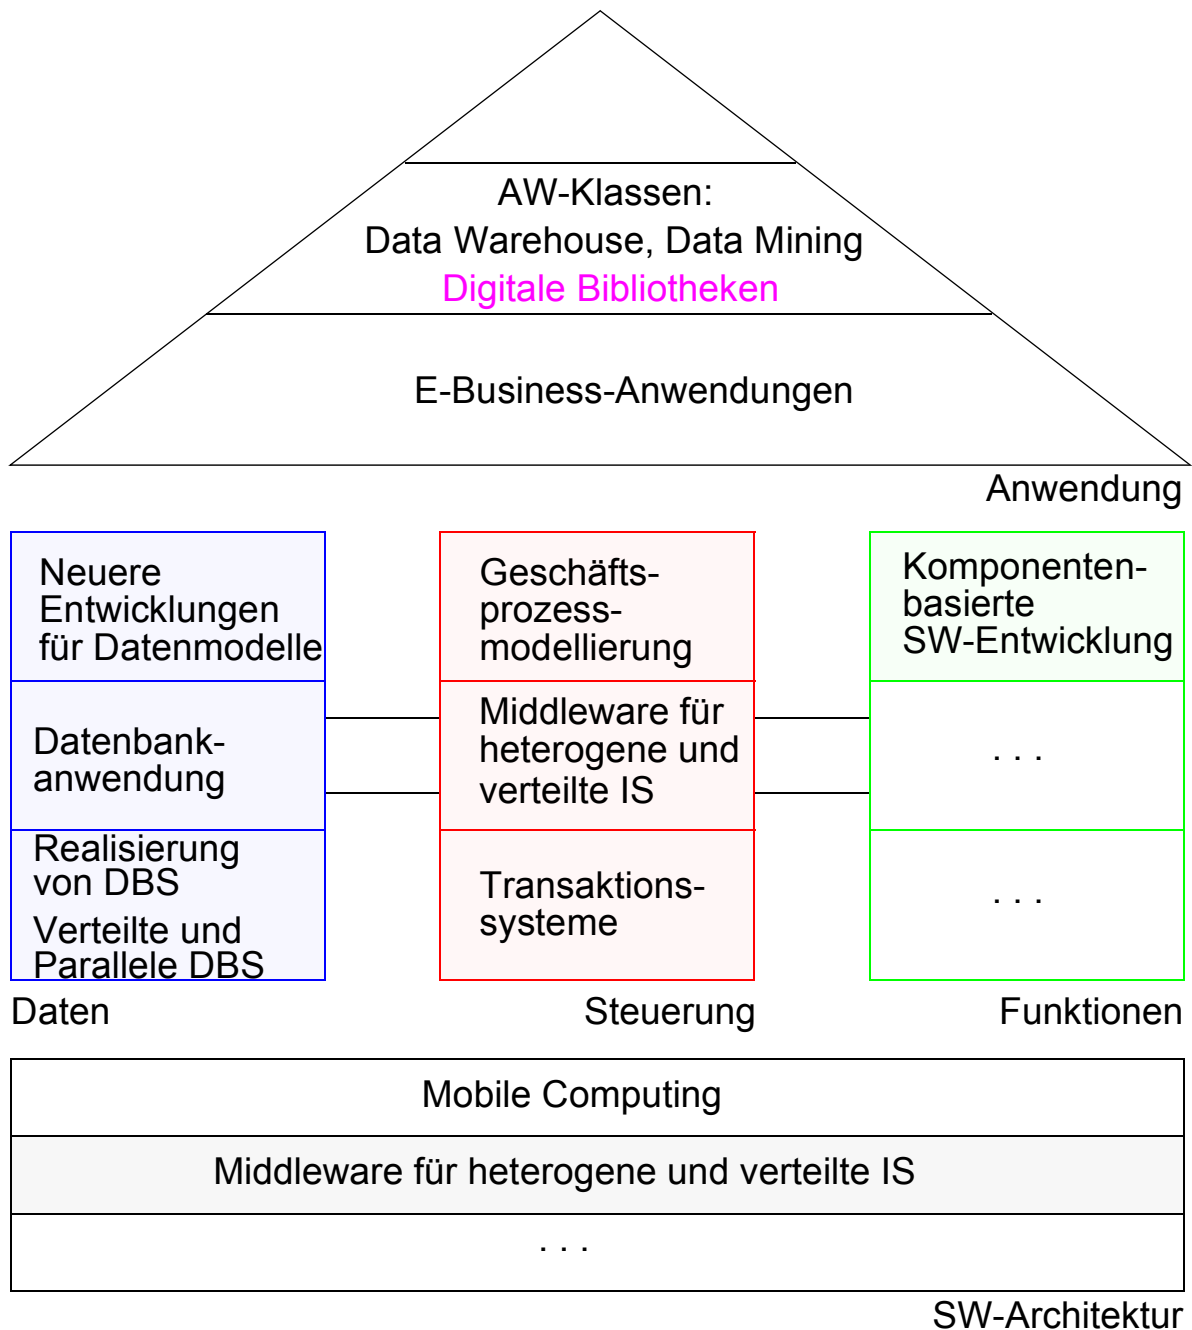 AW-Klassen:
Data Warehouse, Data Mining
Digitale Bibliotheken
E-Business-Anwendungen
Anwendung
Neuere
Entwicklungen
für Datenmodelle
Datenbank-
anwendung
Realisierung
von DBS
Verteilte und
Parallele DBS
Daten
Geschäfts-
prozess-
modellierung
Middleware für
heterogene und
verteilte IS
Transaktions-
systeme
Steuerung
Komponenten-
basierte
SW-Entwicklung
. . .
. . .
Funktionen
Mobile Computing
Middleware für heterogene und verteilte IS
. . .
SW-Architektur